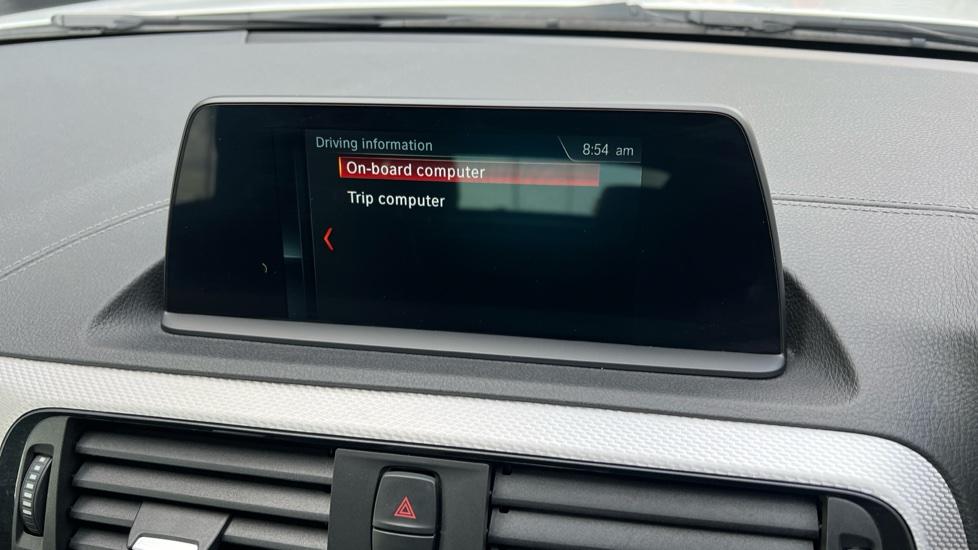 Driving information
8:54 am
On-board computer
Trip computer